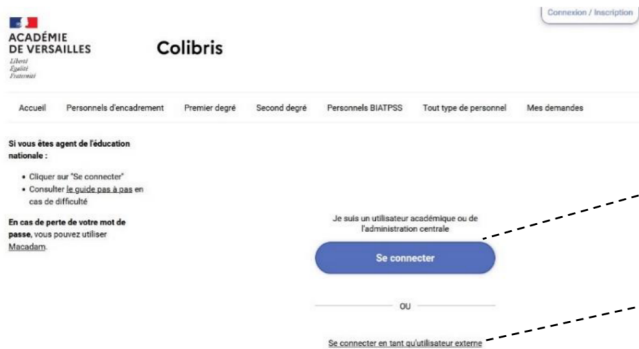 Connexion / Inscription
ACADÉMIE
DE VERSAILLES
Liberté
Égalité
Fraternité
Colibris
Accueil Personnels d'encadrement Premier degré Second degré Personnels BIATPSS Tout type de personnel Mes demandes
Si vous êtes agent de l'éducation
nationale :
• Cliquer sur "Se connecter"
• Consulter le guide pas à pas en
cas de difficulté
En cas de perte de votre mot de
passe, vous pouvez utiliser
Macadam.
Je suis un utilisateur académique ou de
l'administration centrale
Se connecter
OU
Se connecter en tant qu'utilisateur externe